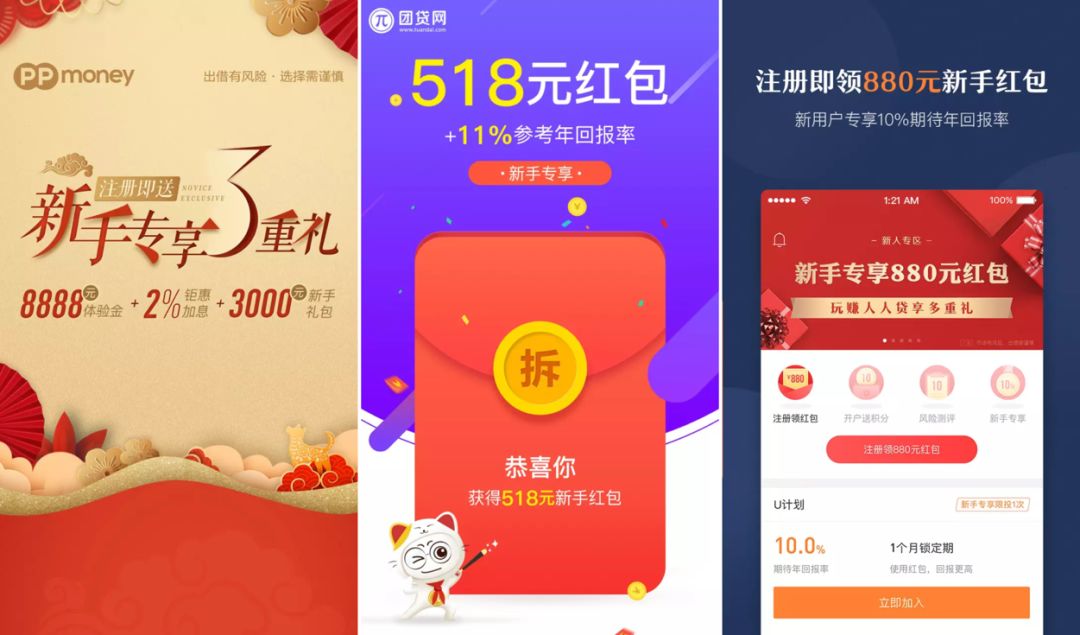 PPmoney
出借有风险·选择需谨慎
注册即送
NOVICE
EXCLUSIVE
新手专享3重礼
8888元体验金+2%钜惠加息+3000元新手礼包
团贷网
www.tuandai.com
518元红包
+11%参考年回报率
·新手专享·
拆
恭喜你
获得518元新手红包
注册即领880元新手红包
新用户专享10%期待年回报率
1:21 AM
100%
新人专区
新手专享880元红包
玩赚人人贷享多重礼
¥880
10
10
10%
注册领红包
开户送积分
风险测评
新手专享
注册领880元红包
U计划
新手专享限投1次
10.0%
1个月锁定期
期待年回报率
使用红包，回报更高
立即加入